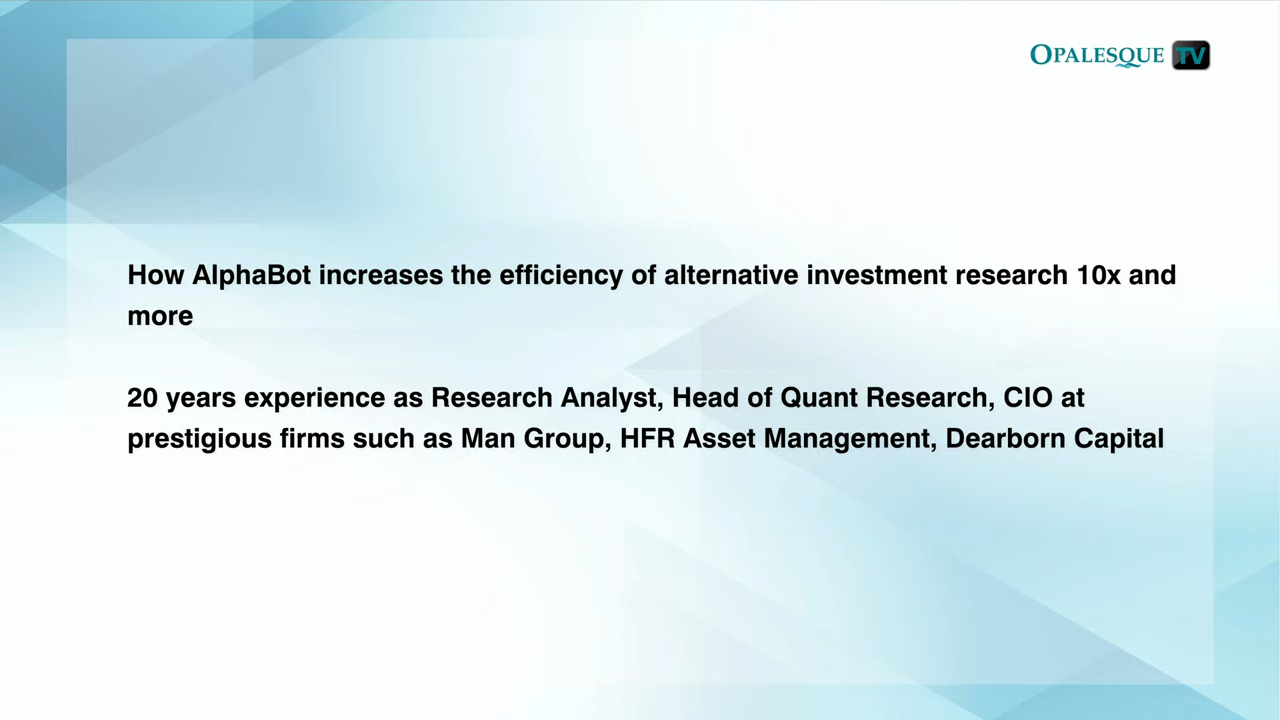 OPALESQUE TV
How AlphaBot increases the efficiency of alternative investment research 10x and
more
20 years experience as Research Analyst, Head of Quant Research, CIO at
prestigious firms such as Man Group, HFR Asset Management, Dearborn Capital